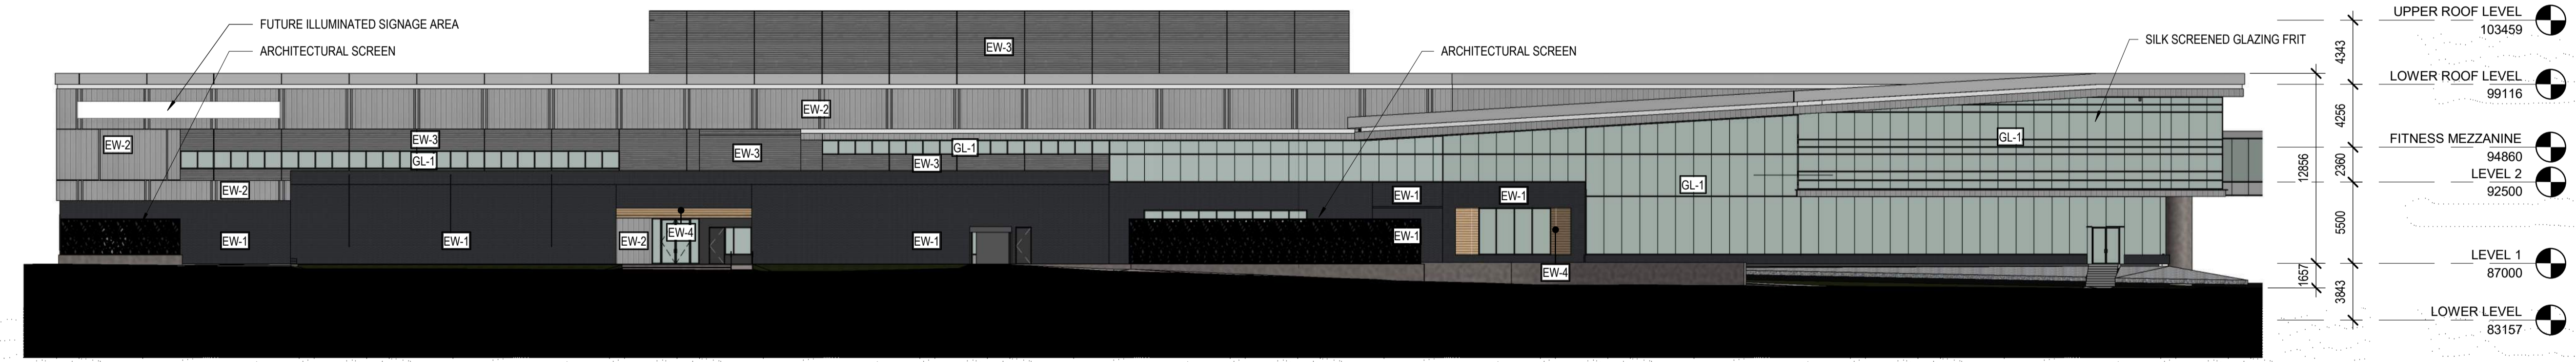 FUTURE ILLUMINATED SIGNAGE AREA
ARCHITECTURAL SCREEN
EW-3
ARCHITECTURAL SCREEN
SILK SCREENED GLAZING FRIT
UPPER ROOF LEVEL
103459
4343
LOWER ROOF LEVEL
99116
EW-2
4256
EW-2
EW-3
GL-1
EW-3
GL-1
EW-3
GL-1
FITNESS MEZZANINE
94860
12856
2360
LEVEL 2
92500
EW-2
EW-1
EW-1
GL-1
5500
EW-1
EW-1
EW-2
EW-4
EW-1
EW-1
EW-4
LEVEL 1
87000
1657
3843
LOWER LEVEL
83157